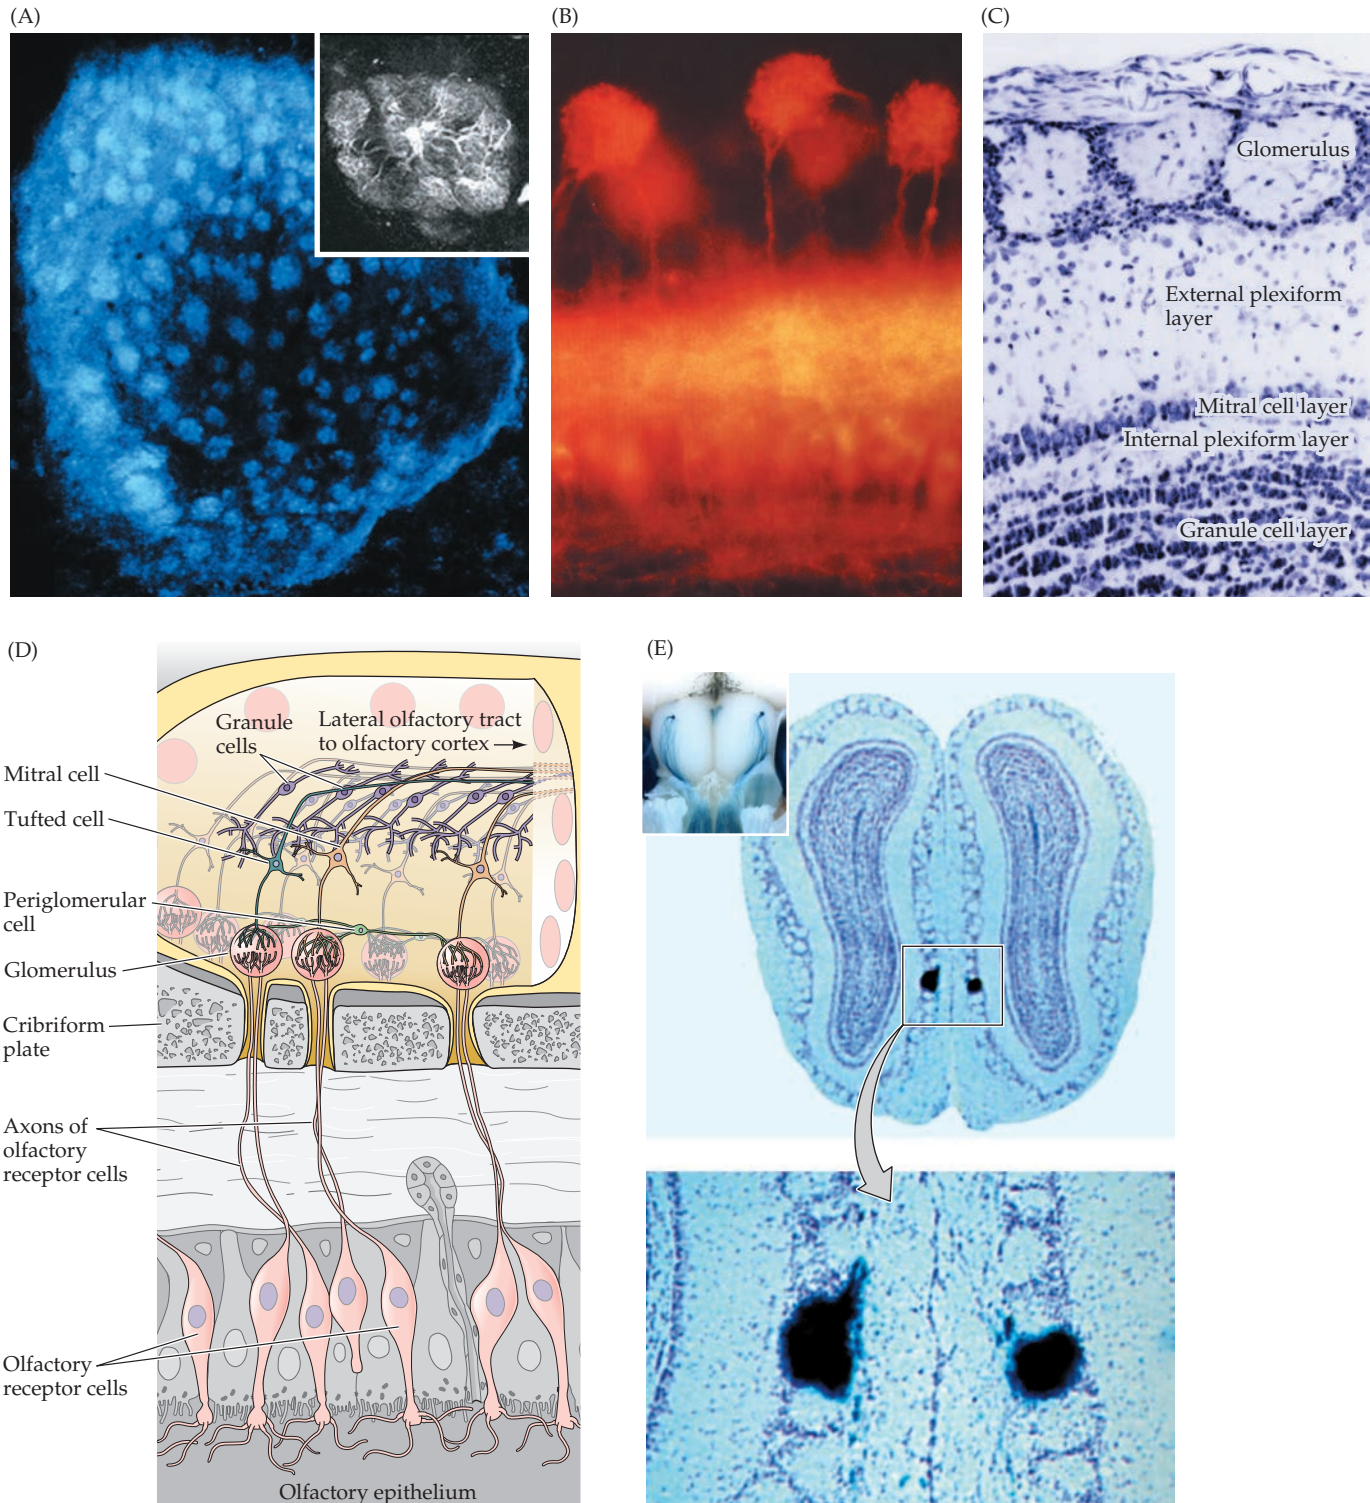 (A)
(B)
(C)
Glomerulus
External plexiform
layer
Mitral cell layer
Internal plexiform layer
Granule cell layer
(D)
Granule
cells
Lateral olfactory tract
to olfactory cortex
Mitral cell
Tufted cell
Periglomerular
cell
Glomerulus
Cribriform
plate
Axons of
olfactory
receptor cells
Olfactory
receptor cells
Olfactory epithelium
(E)